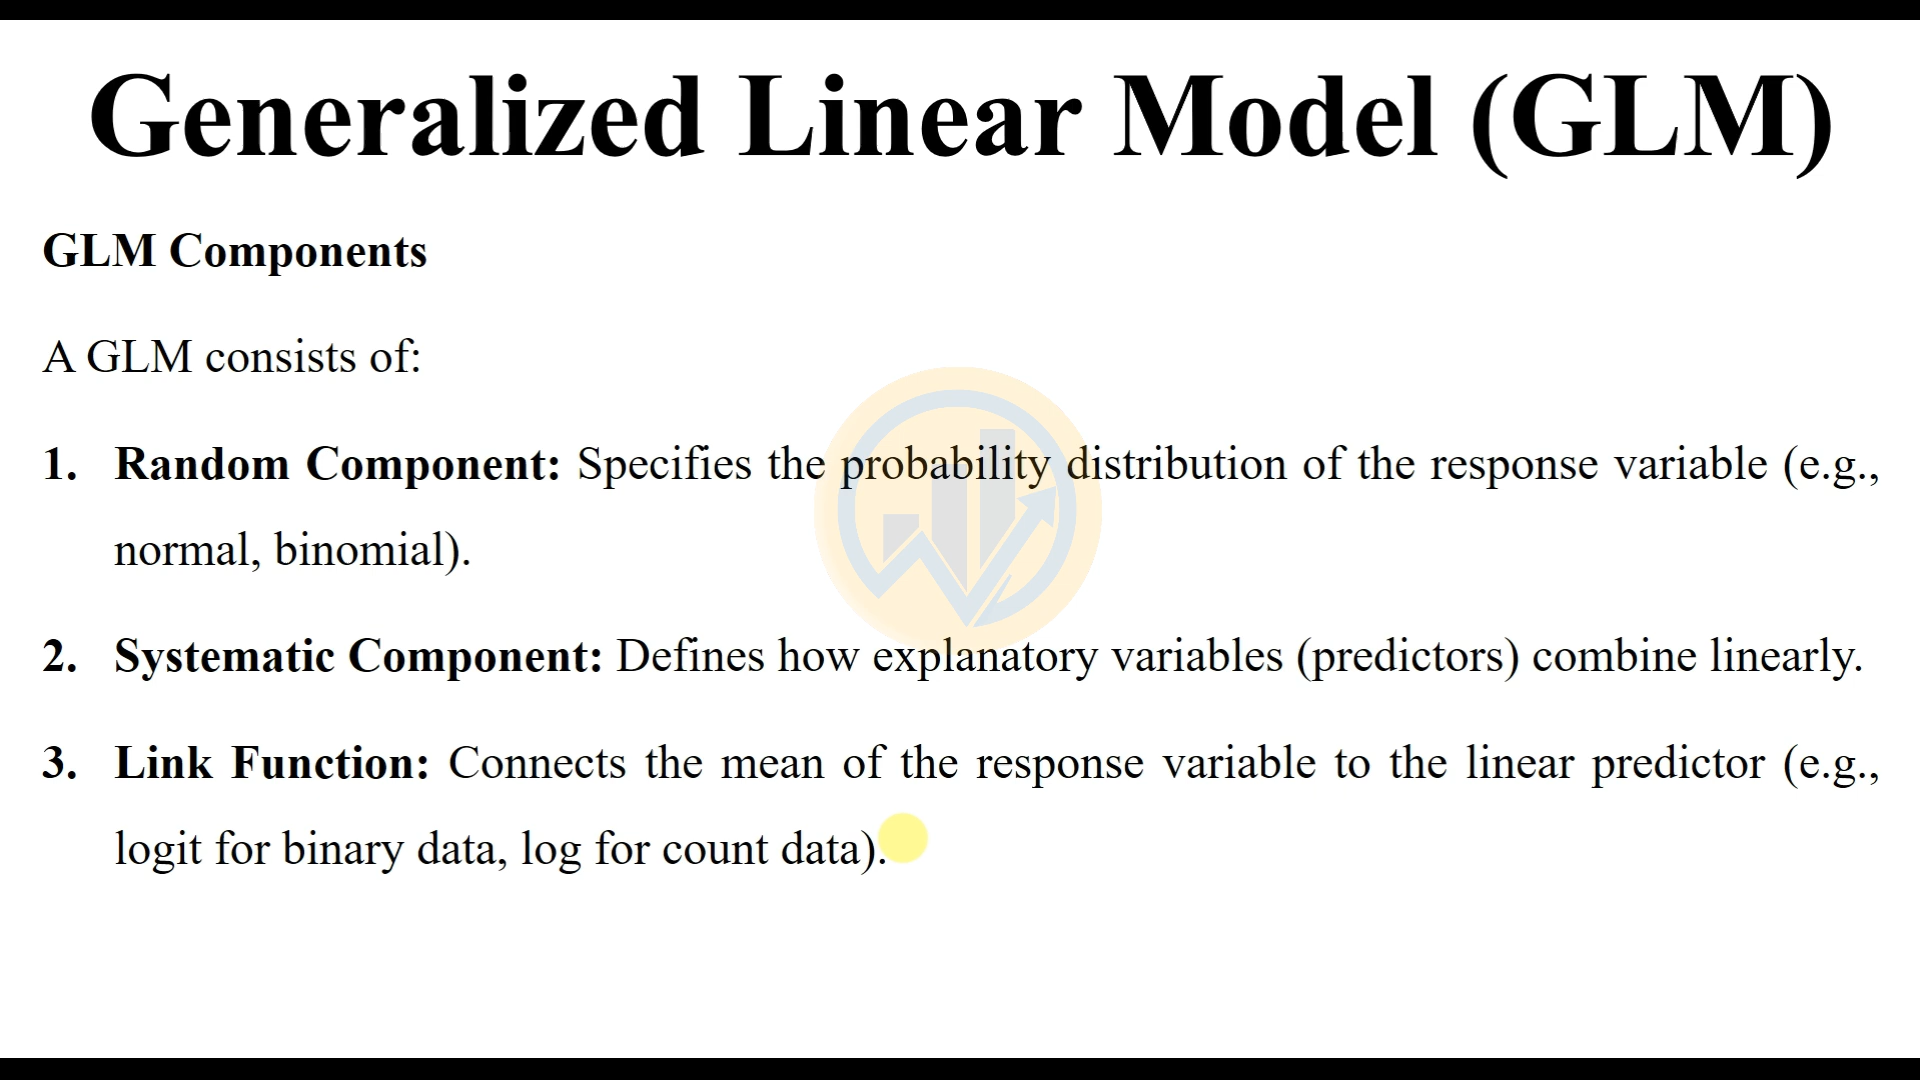 Generalized Linear Model (GLM)
GLM Components
A GLM consists of:
1. Random Component: Specifies the probability distribution of the response variable (e.g.,
normal, binomial).
2. Systematic Component: Defines how explanatory variables (predictors) combine linearly.
3. Link Function: Connects the mean of the response variable to the linear predictor (e.g.,
logit for binary data, log for count data).